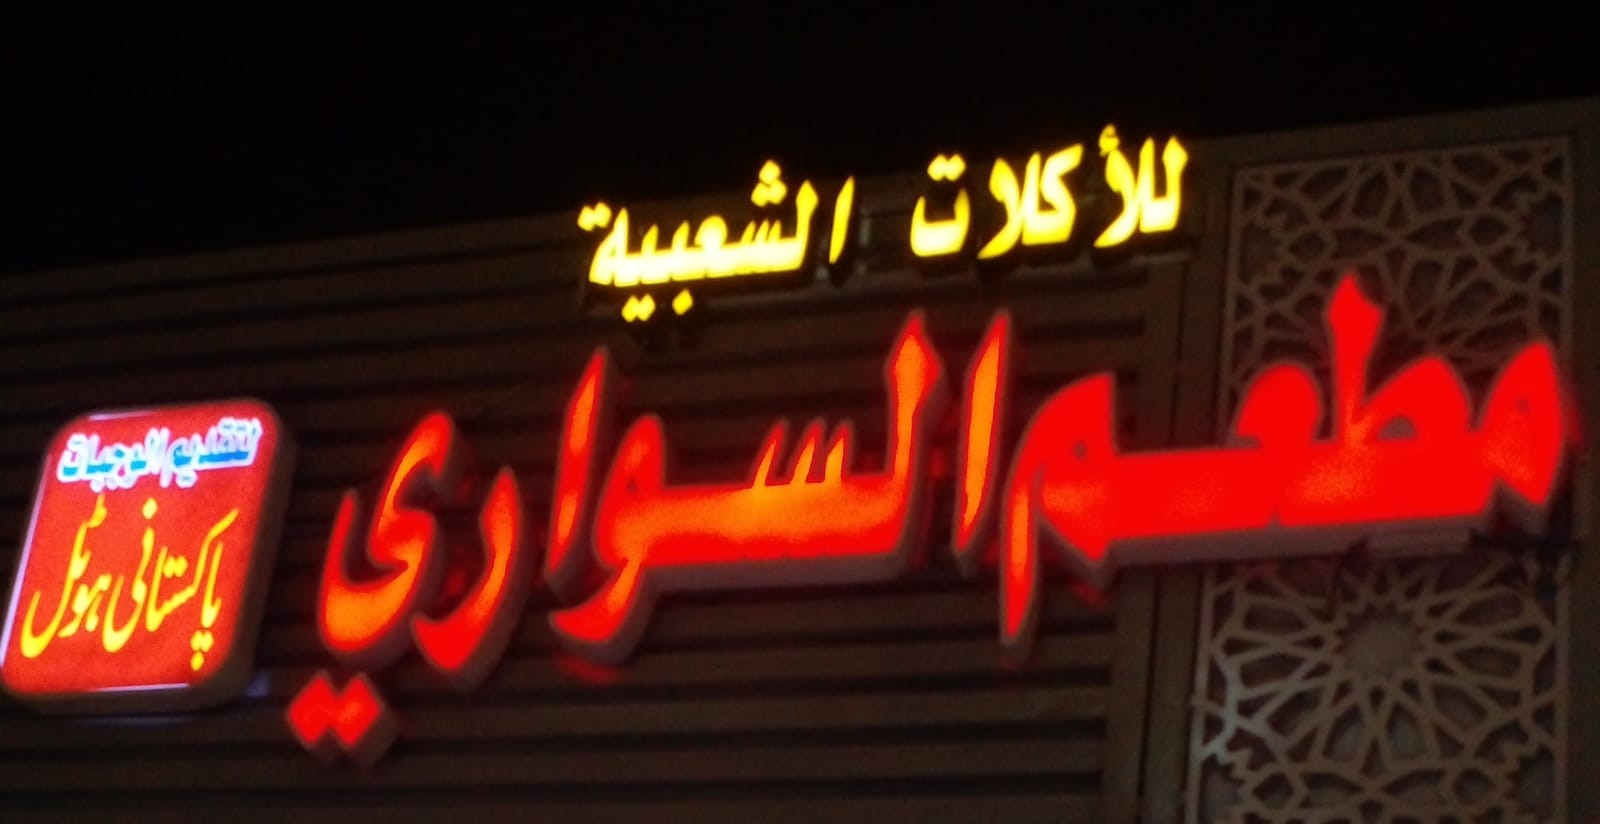 للأكلات الشعبية
مطعم السواري
لتقديم الوجبات
پاکستانی ہوٹل